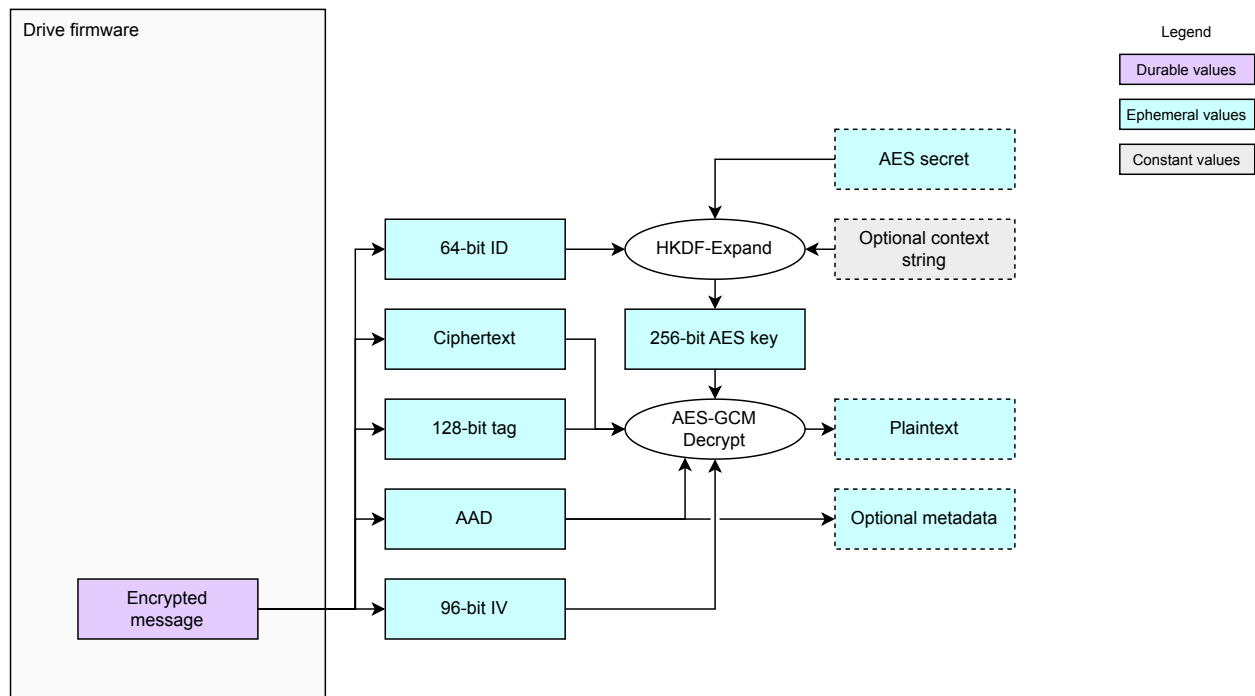 Drive firmware
Legend
Durable values
Ephemeral values
Constant values
AES secret
64-bit ID
HKDF-Expand
Optional context
string
Ciphertext
256-bit AES key
128-bit tag
AES-GCM
Decrypt
Plaintext
AAD
Optional metadata
Encrypted
message
96-bit IV